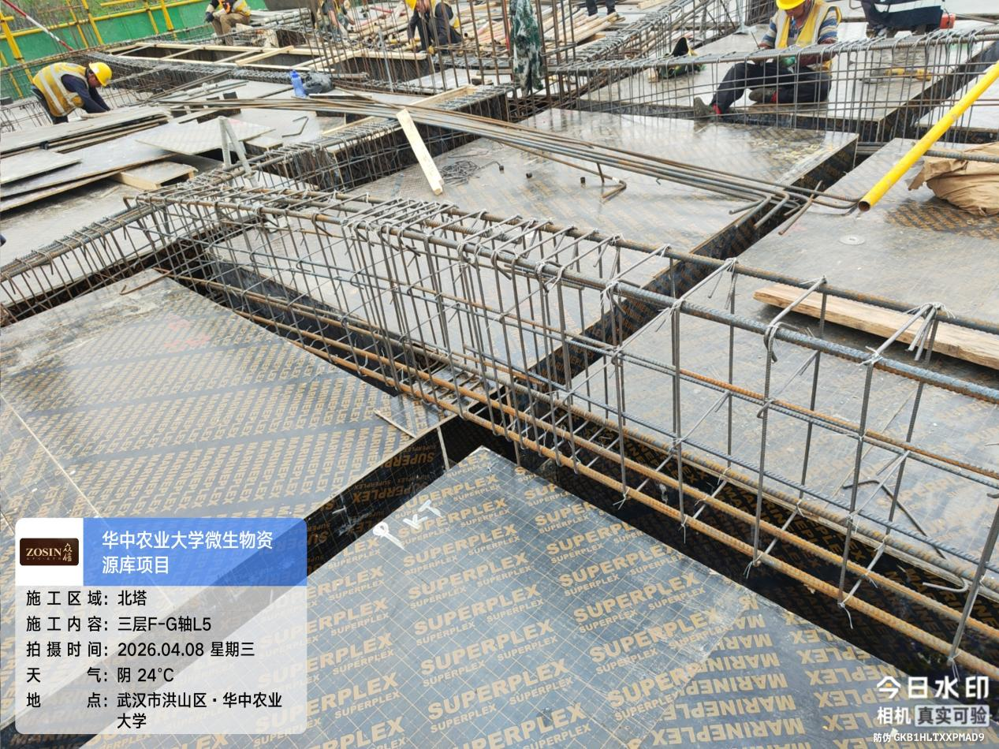 SUPERPLEX
SUPERPLEX
MARINEPLEX
ZOSIN 众信
华中农业大学微生物资
源库项目
施工区域：北塔
施工内容：三层F-G轴L5
拍摄时间：2026.04.08 星期三
天气：阴 24°C
地点：武汉市洪山区·华中农业
大学
今日水印
相机 真实可验
防伪 GKB1HLTXXPMAD9